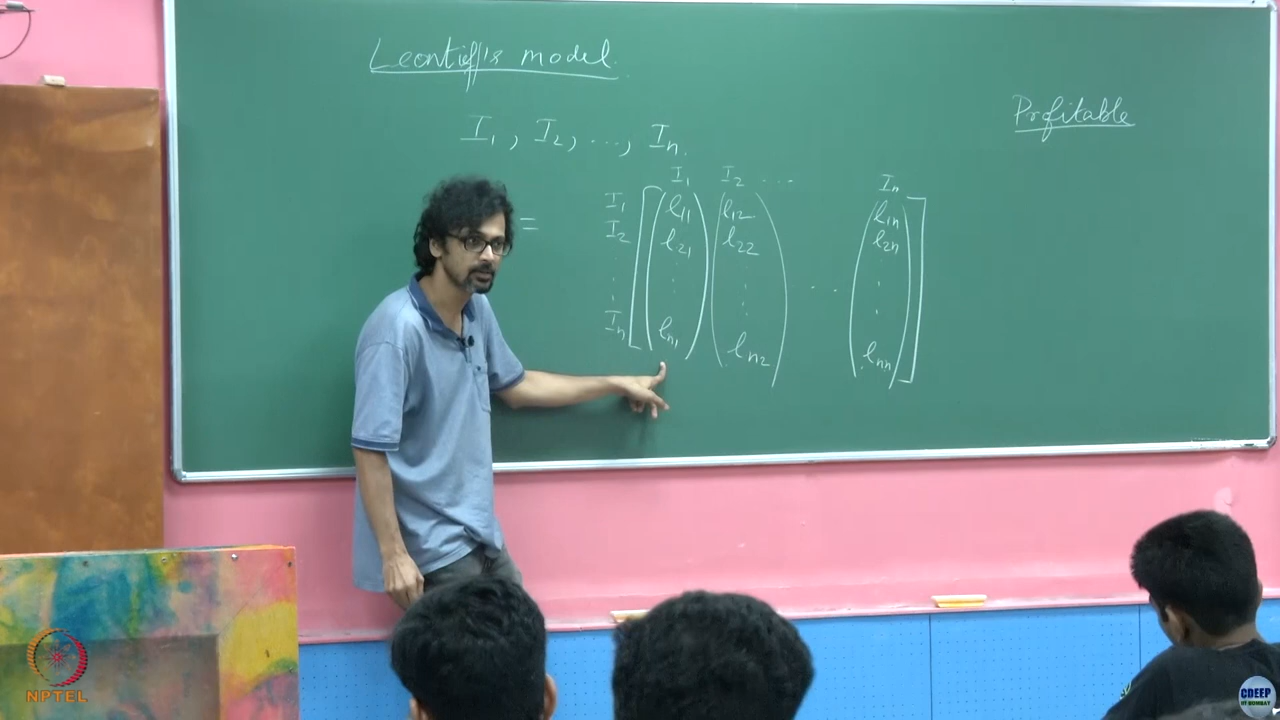 Leontieff's model.
Profitable
I₁, I₂, ..., Iₙ.
I₁ I₂ ... Iₙ
= I₁ l₁₁ l₁₂ l₁ₙ
I₂ l₂₁ l₂₂ ... l₂ₙ
Iₙ lₙ₁ lₙ₂ lₙₙ
NPTEL
CDEEP
IIT BOMBAY